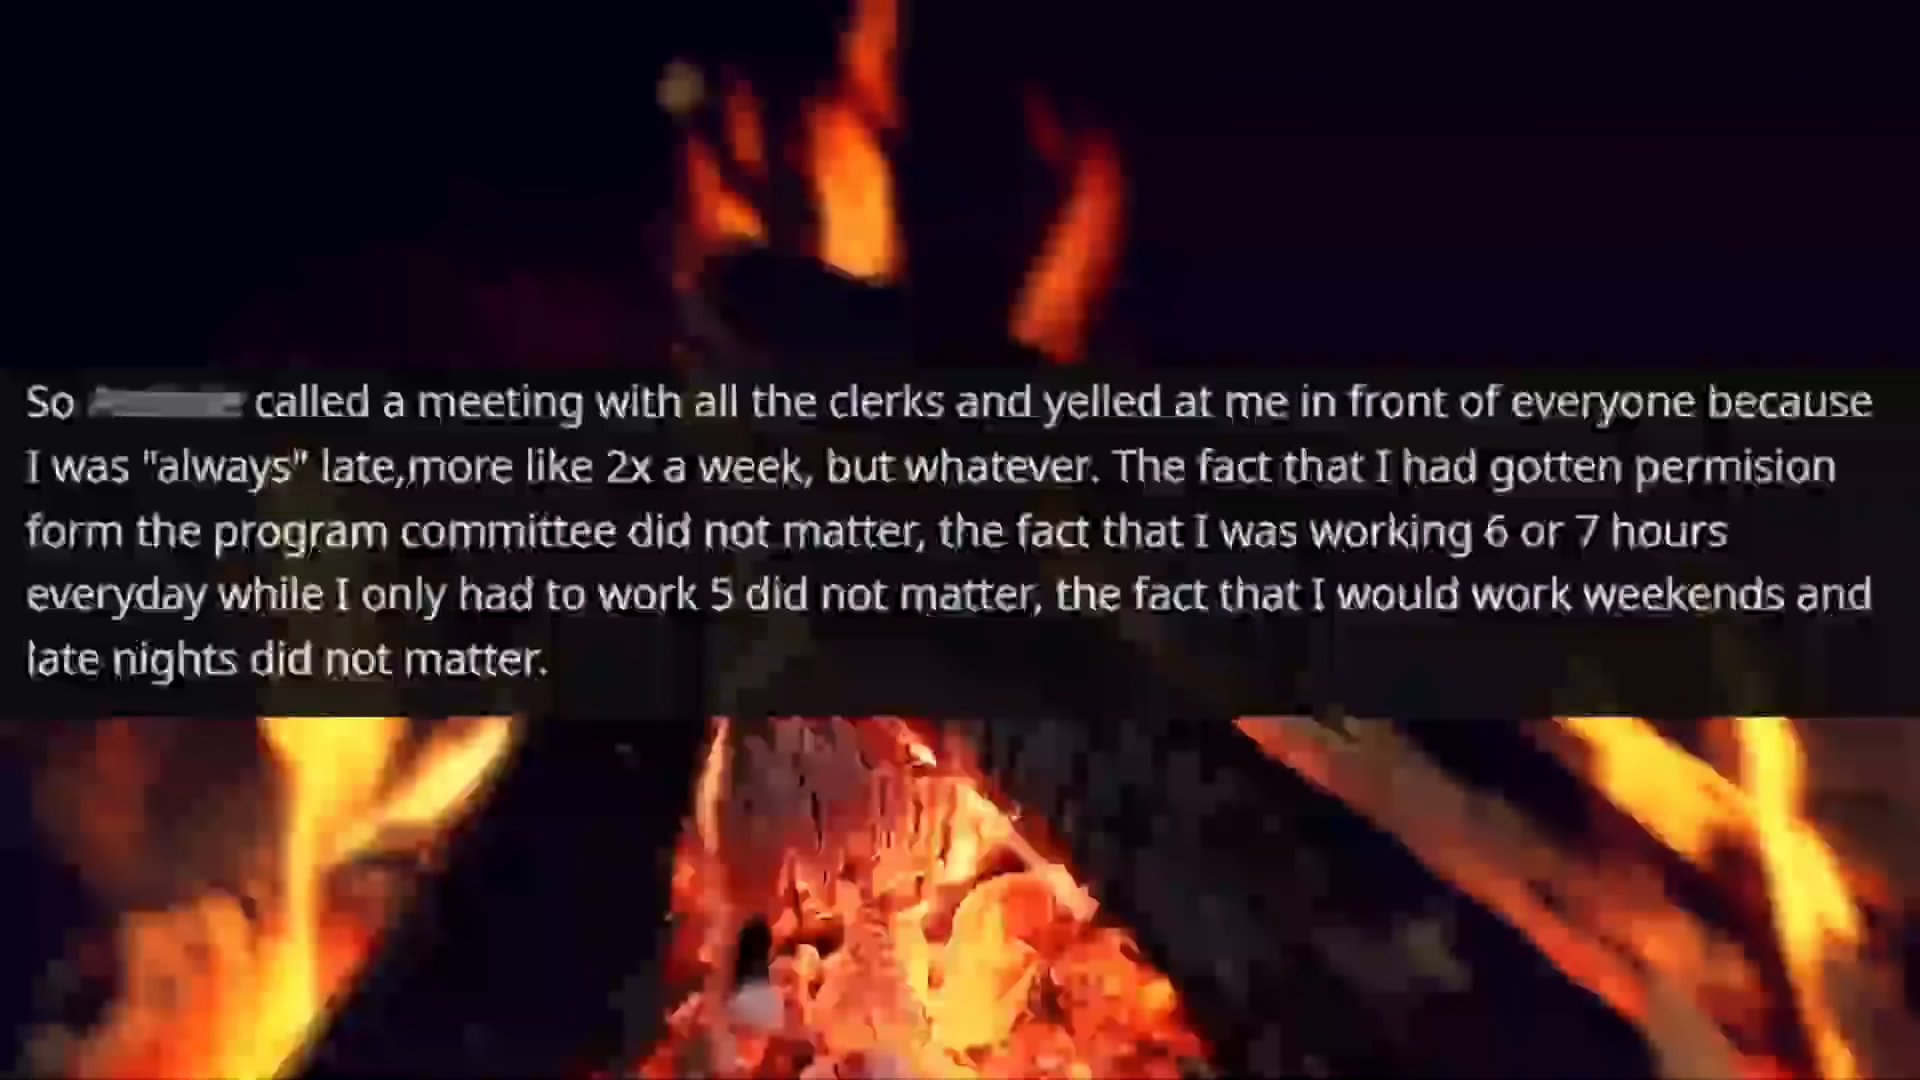 So called a meeting with all the clerks and yelled at me in front of everyone because
I was "always" late,more like 2x a week, but whatever. The fact that I had gotten permision
form the program committee did not matter, the fact that I was working 6 or 7 hours
everyday while I only had to work 5 did not matter, the fact that I would work weekends and
late nights did not matter.